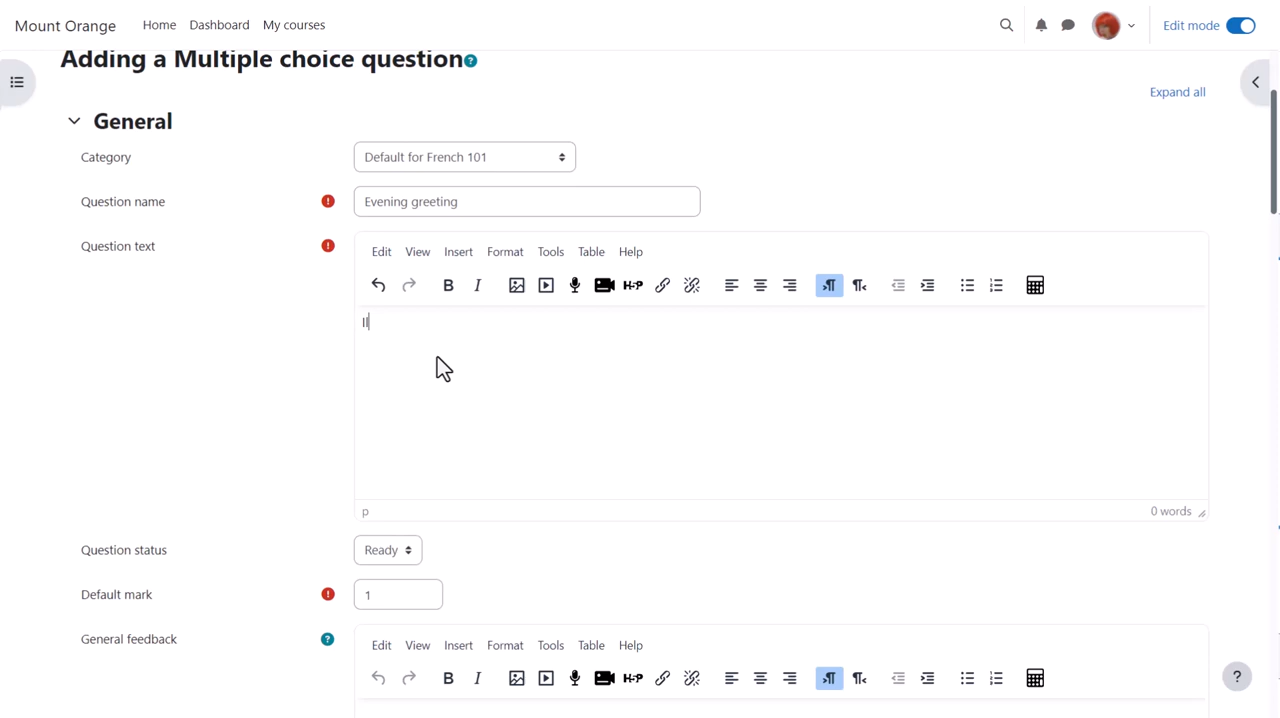 Mount Orange Home Dashboard My courses Edit mode
Adding a Multiple choice question ?
Expand all
General
Category Default for French 101
Question name ! Evening greeting
Question text ! Edit View Insert Format Tools Table Help
B I H-P
Il
p 0 words
Question status Ready
Default mark ! 1
General feedback ? Edit View Insert Format Tools Table Help
B I H-P
?